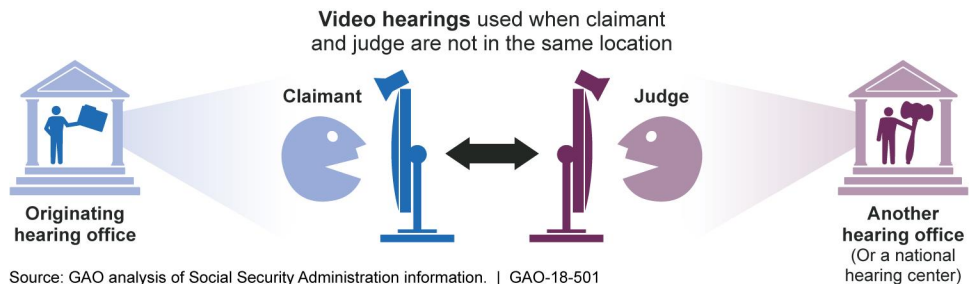 Video hearings used when claimant
and judge are not in the same location
Claimant
Judge
Originating
hearing office
Another
hearing office
(Or a national
hearing center)
Source: GAO analysis of Social Security Administration information. | GAO-18-501